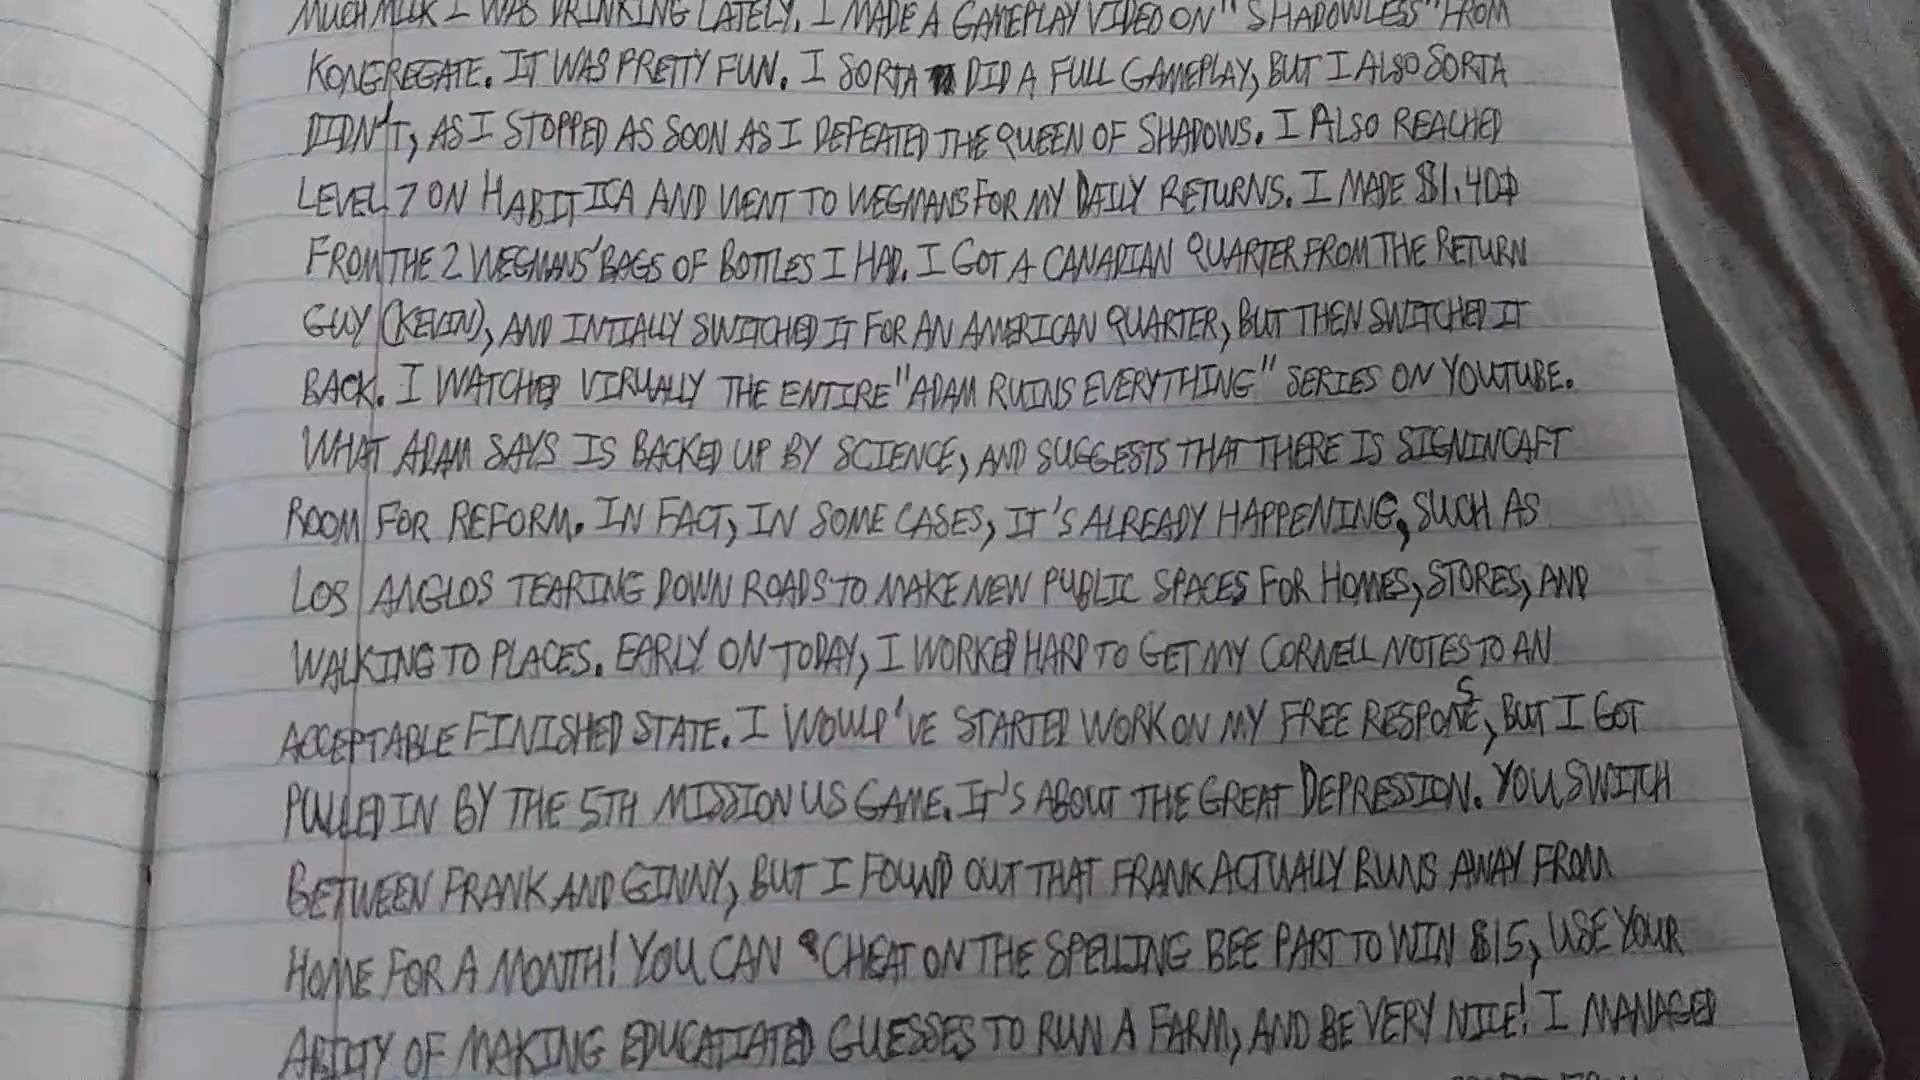 MUCH MILK I WAS DRINKING LATELY. I MADE A GAMEPLAY VIDEO ON "SHADOWLESS" FROM
KONGREGATE. IT WAS PRETTY FUN. I SORTA DID A FULL GAMEPLAY, BUT I ALSO SORTA
DIDN'T, AS I STOPPED AS SOON AS I DEFEATED THE QUEEN OF SHADOWS. I ALSO REACHED
LEVEL 7 ON HABITICA AND WENT TO WEGMANS FOR MY DAILY RETURNS. I MADE $1.40¢
FROM THE 2 WEGMANS' BAGS OF BOTTLES I HAD. I GOT A CANADIAN QUARTER FROM THE RETURN
GUY (KEVIN), AND INTIALLY SWITCHED IT FOR AN AMERICAN QUARTER, BUT THEN SWITCHED IT
BACK. I WATCHED VIRUALLY THE ENTIRE "ADAM RUINS EVERYTHING" SERIES ON YOUTUBE.
WHAT ADAM SAYS IS BACKED UP BY SCIENCE, AND SUGGESTS THAT THERE IS SIGNINCAFT
ROOM FOR REFORM. IN FACT, IN SOME CASES, IT'S ALREADY HAPPENING, SUCH AS
LOS ANGLOS TEARING DOWN ROADS TO MAKE NEW PUBLIC SPACES FOR HOMES, STORES, AND
WALKING TO PLACES. EARLY ON TODAY, I WORKED HARD TO GET MY CORNELL NOTES TO AN
ACCEPTABLE FINISHED STATE. I WOULD'VE STARTED WORK ON MY FREE RESPONSE, BUT I GOT
PULLED IN BY THE 5TH MISSION US GAME. IT'S ABOUT THE GREAT DEPRESSION. YOU SWITCH
BETWEEN FRANK AND GINNY, BUT I FOUND OUT THAT FRANK ACTUALLY RUNS AWAY FROM
HOME FOR A MONTH! YOU CAN CHEAT ON THE SPELLING BEE PART TO WIN $15, USE YOUR
ABILITY OF MAKING EDUCATIATED GUESSES TO RUN A FARM, AND BE VERY NICE! I MANAGED